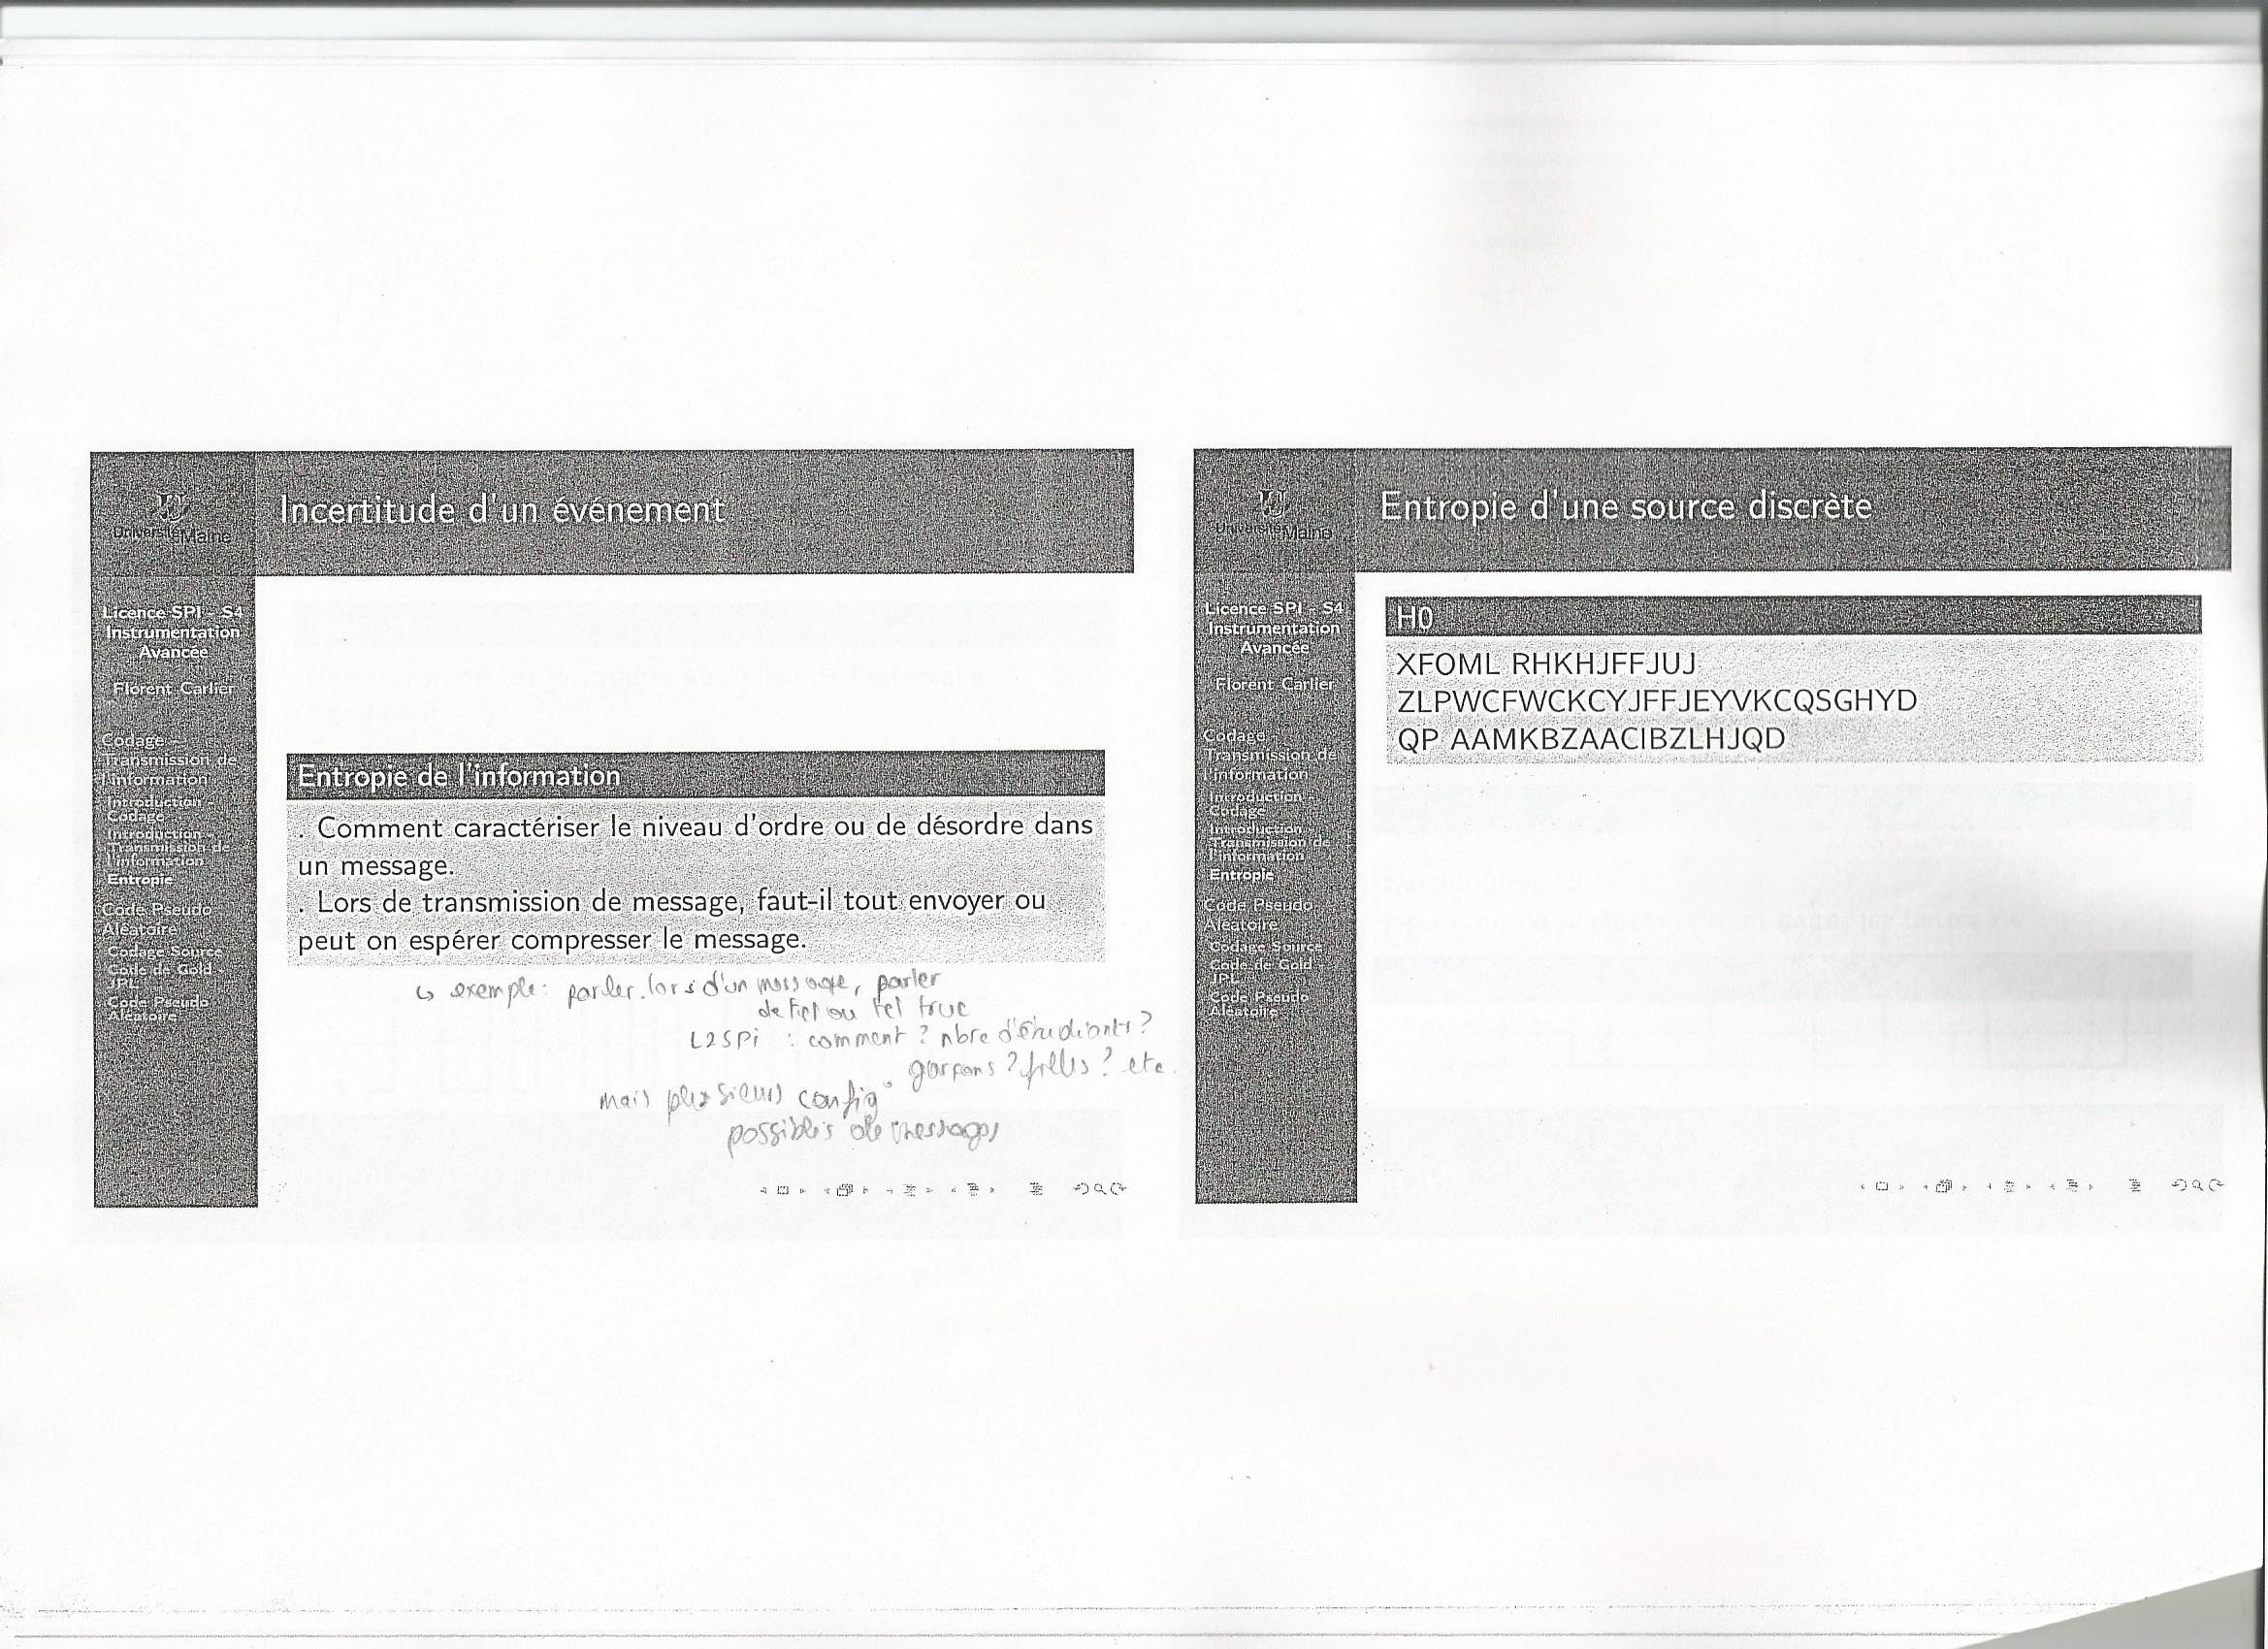 Université du Maine
Incertitude d'un événement
Licence SPI - S4
Instrumentation
Avancée
Florent Carlier
Codage -
Transmission de
l'information
Introduction -
Codage
Introduction -
Transmission de
l'information
Entropie
Code Pseudo
Aléatoire
Codage Source
Code de Gold -
JPL
Code Pseudo
Aléatoire
Entropie de l'information
. Comment caractériser le niveau d'ordre ou de désordre dans
un message.
. Lors de transmission de message, faut-il tout envoyer ou
peut on espérer compresser le message.
↳ exemple: parler lors d'un message, parler
de tel ou tel truc
L2SPi : comment ? nbre d'étudiants ?
garçons ? filles ? etc.
mais plusieurs config°
possibles de messages
Université du Maine
Entropie d'une source discrète
Licence SPI - S4
Instrumentation
Avancée
Florent Carlier
Codage -
Transmission de
l'information
Introduction -
Codage
Introduction -
Transmission de
l'information
Entropie
Code Pseudo
Aléatoire
Codage Source
Code de Gold -
JPL
Code Pseudo
Aléatoire
H0
XFOML RHKHJFFJUJ
ZLPWCFWCKCYJFFJEYVKCQSGHYD
QP AAMKBZAACIBZLHJQD